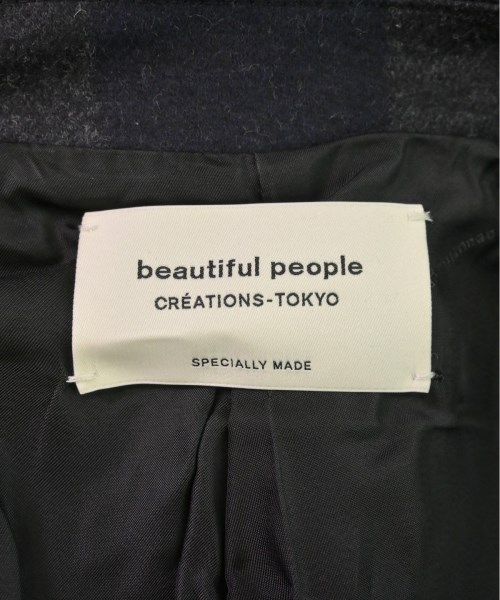 beautiful people
CRÉATIONS-TOKYO
SPECIALLY MADE